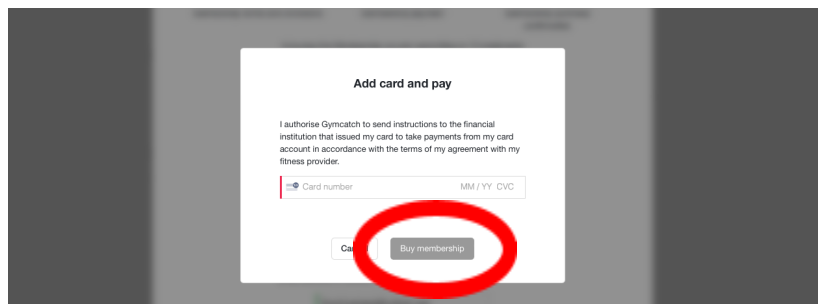 Add card and pay
I authorise Gymcatch to send instructions to the financial
institution that issued my card to take payments from my card
account in accordance with the terms of my agreement with my
fitness provider.
Card number MM / YY CVC
Buy membership